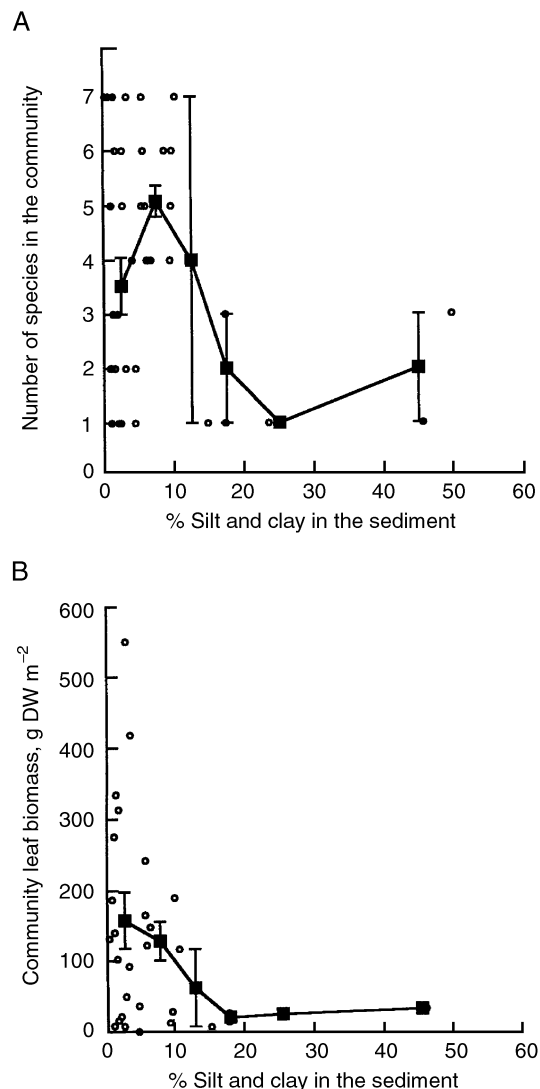 A
Number of species in the community
7
6
5
4
3
2
1
0
0 10 20 30 40 50 60
% Silt and clay in the sediment
B
Community leaf biomass, g DW m⁻²
600
500
400
300
200
100
0
0 10 20 30 40 50 60
% Silt and clay in the sediment